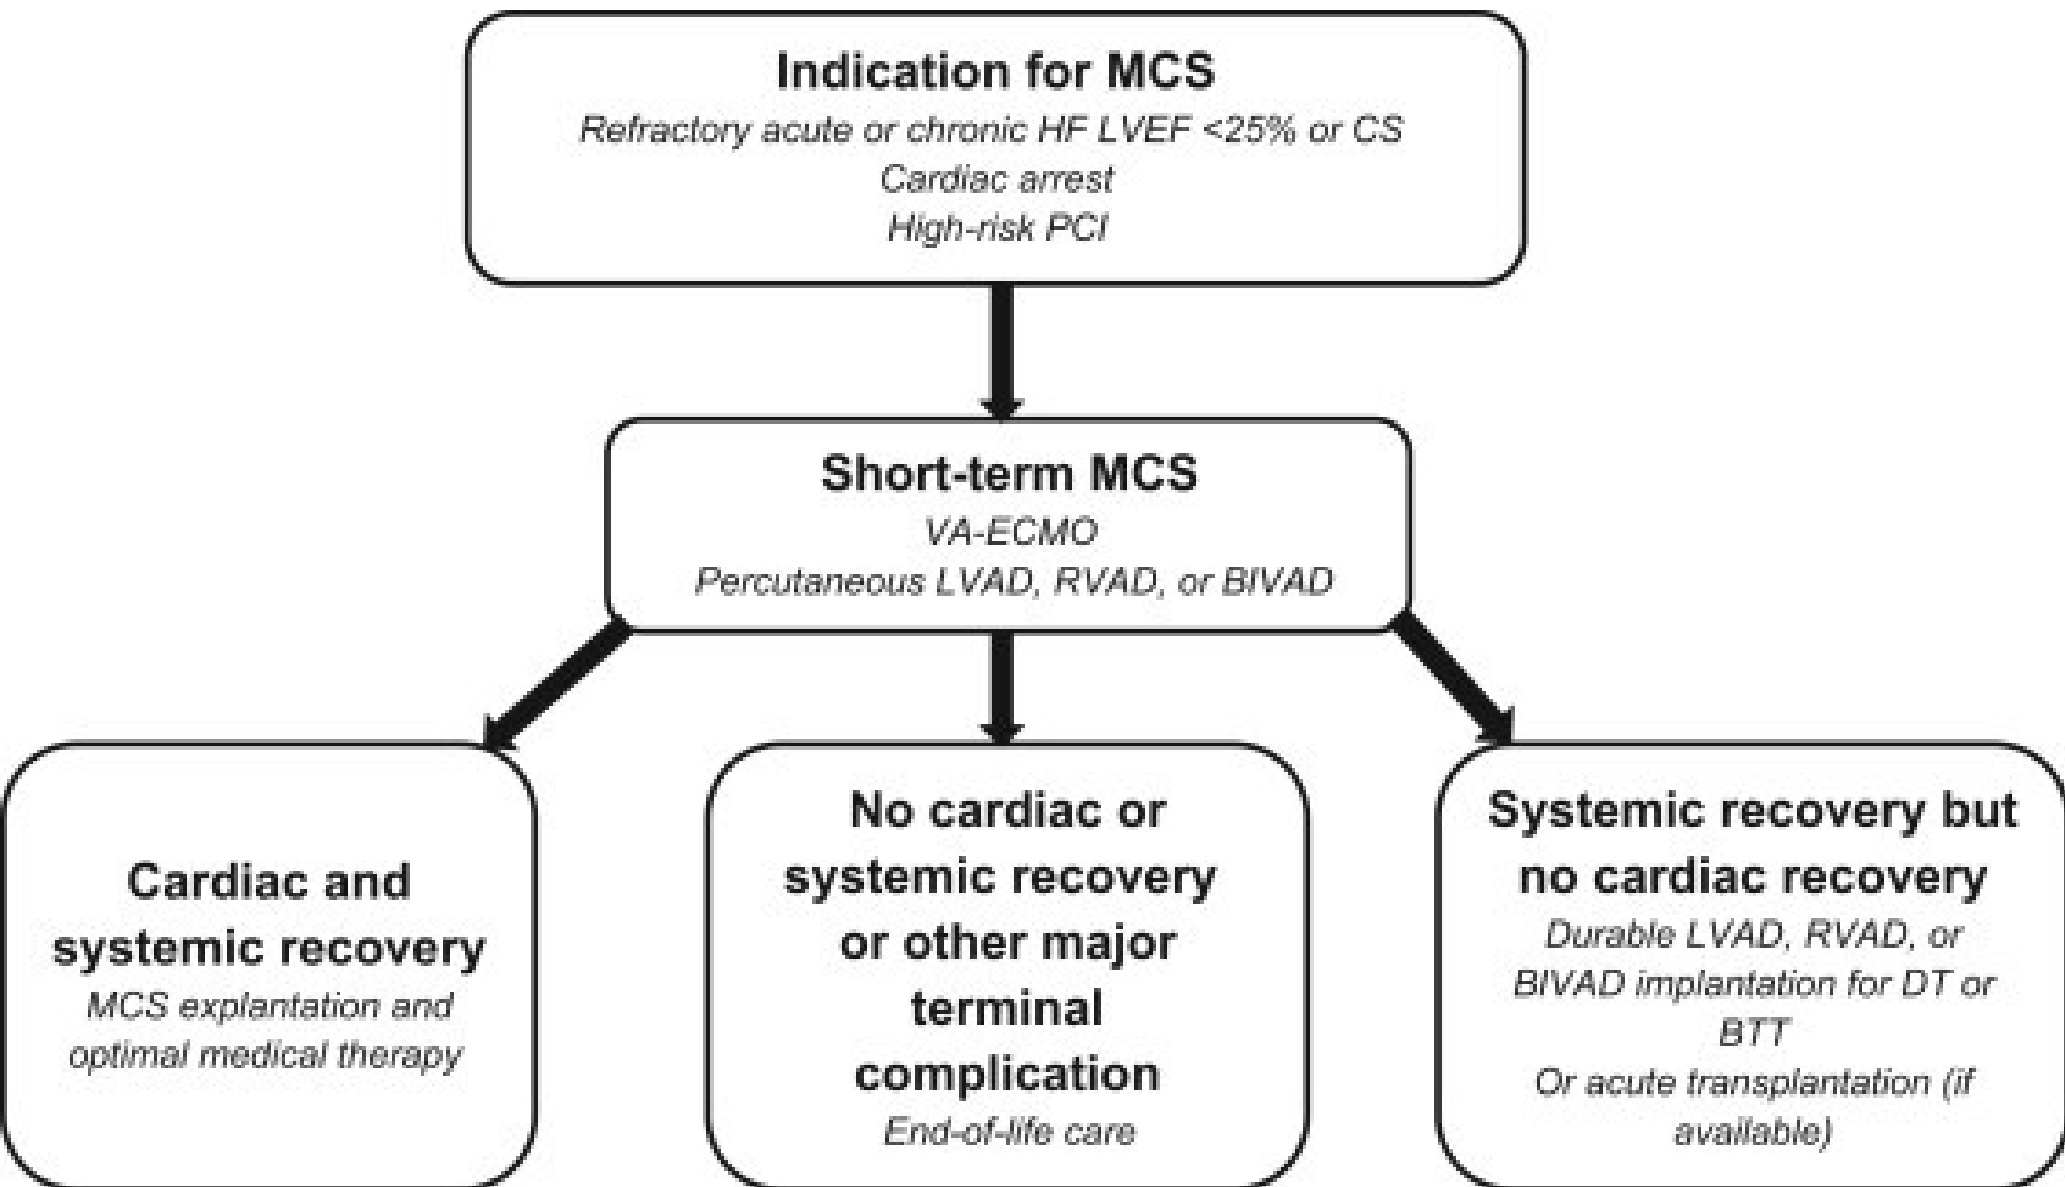 Indication for MCS
Refractory acute or chronic HF LVEF <25% or CS
Cardiac arrest
High-risk PCI
Short-term MCS
VA-ECMO
Percutaneous LVAD, RVAD, or BIVAD
Cardiac and
systemic recovery
MCS explantation and
optimal medical therapy
No cardiac or
systemic recovery
or other major
terminal
complication
End-of-life care
Systemic recovery but
no cardiac recovery
Durable LVAD, RVAD, or
BIVAD implantation for DT or
BTT
Or acute transplantation (if
available)